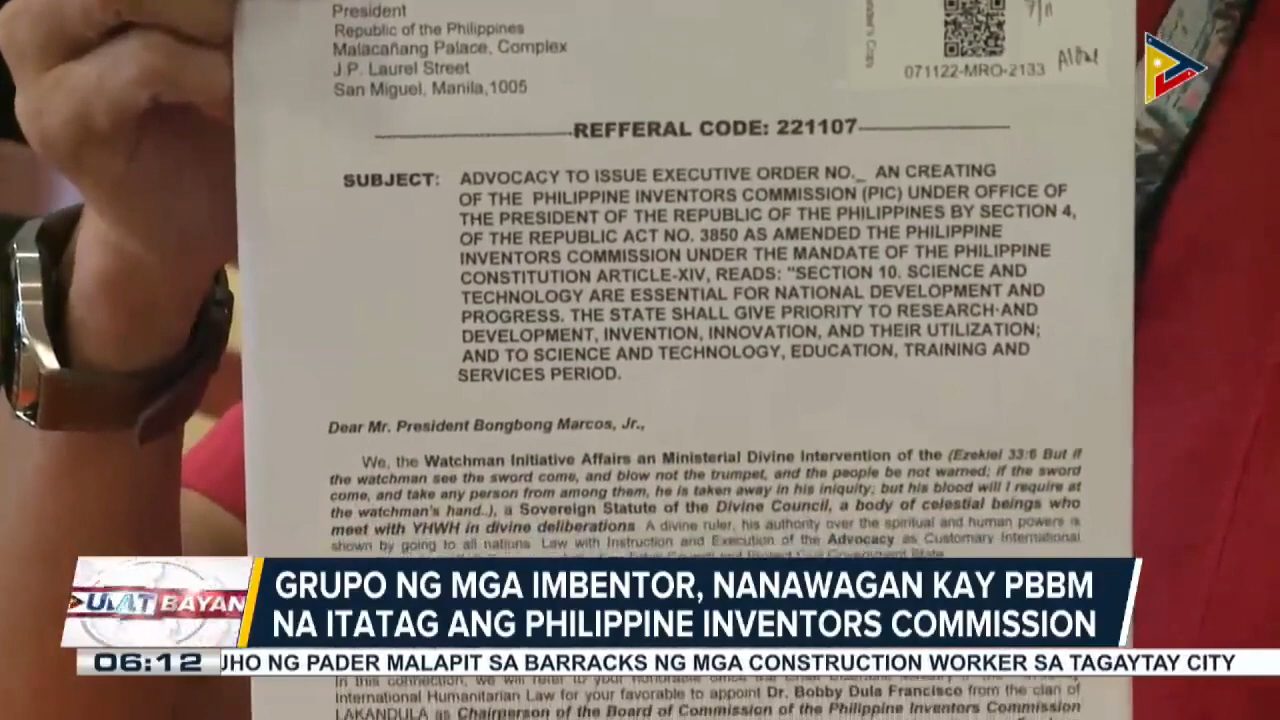 President
Republic of the Philippines
Malacañang Palace, Complex
J.P. Laurel Street
San Miguel, Manila,1005
7/11
071122-MRO-2133
REFFERAL CODE: 221107
SUBJECT: ADVOCACY TO ISSUE EXECUTIVE ORDER NO._ AN CREATING
OF THE PHILIPPINE INVENTORS COMMISSION (PIC) UNDER OFFICE OF
THE PRESIDENT OF THE REPUBLIC OF THE PHILIPPINES BY SECTION 4,
OF THE REPUBLIC ACT NO. 3850 AS AMENDED THE PHILIPPINE
INVENTORS COMMISSION UNDER THE MANDATE OF THE PHILIPPINE
CONSTITUTION ARTICLE-XIV, READS: "SECTION 10. SCIENCE AND
TECHNOLOGY ARE ESSENTIAL FOR NATIONAL DEVELOPMENT AND
PROGRESS. THE STATE SHALL GIVE PRIORITY TO RESEARCH-AND
DEVELOPMENT, INVENTION, INNOVATION, AND THEIR UTILIZATION;
AND TO SCIENCE AND TECHNOLOGY, EDUCATION, TRAINING AND
SERVICES PERIOD.
Dear Mr. President Bongbong Marcos, Jr.,
We, the Watchman Initiative Affairs an Ministerial Divine Intervention of the (Ezekiel 33:6 But if
the watchman see the sword come, and blow not the trumpet, and the people be not warned; if the sword
come, and take any person from among them, he is taken away in his iniquity; but his blood will I require at
the watchman's hand..), a Sovereign Statute of the Divine Council, a body of celestial beings who
meet with YHWH in divine deliberations. A divine ruler, his authority over the spiritual and human powers is
shown by going to all nations. Law with Instruction and Execution of the Advocacy as Customary International
GRUPO NG MGA IMBENTOR, NANAWAGAN KAY PBBM
NA ITATAG ANG PHILIPPINE INVENTORS COMMISSION
ULAT BAYAN
06:12
UHO NG PADER MALAPIT SA BARRACKS NG MGA CONSTRUCTION WORKER SA TAGAYTAY CITY
In this connection, we will refer to your
International Humanitarian Law for your favorable to appoint Dr. Bobby Dula Francisco from the clan of
LAKANDULA as Chairperson of the Board of Commission of the Philippine Inventors Commission